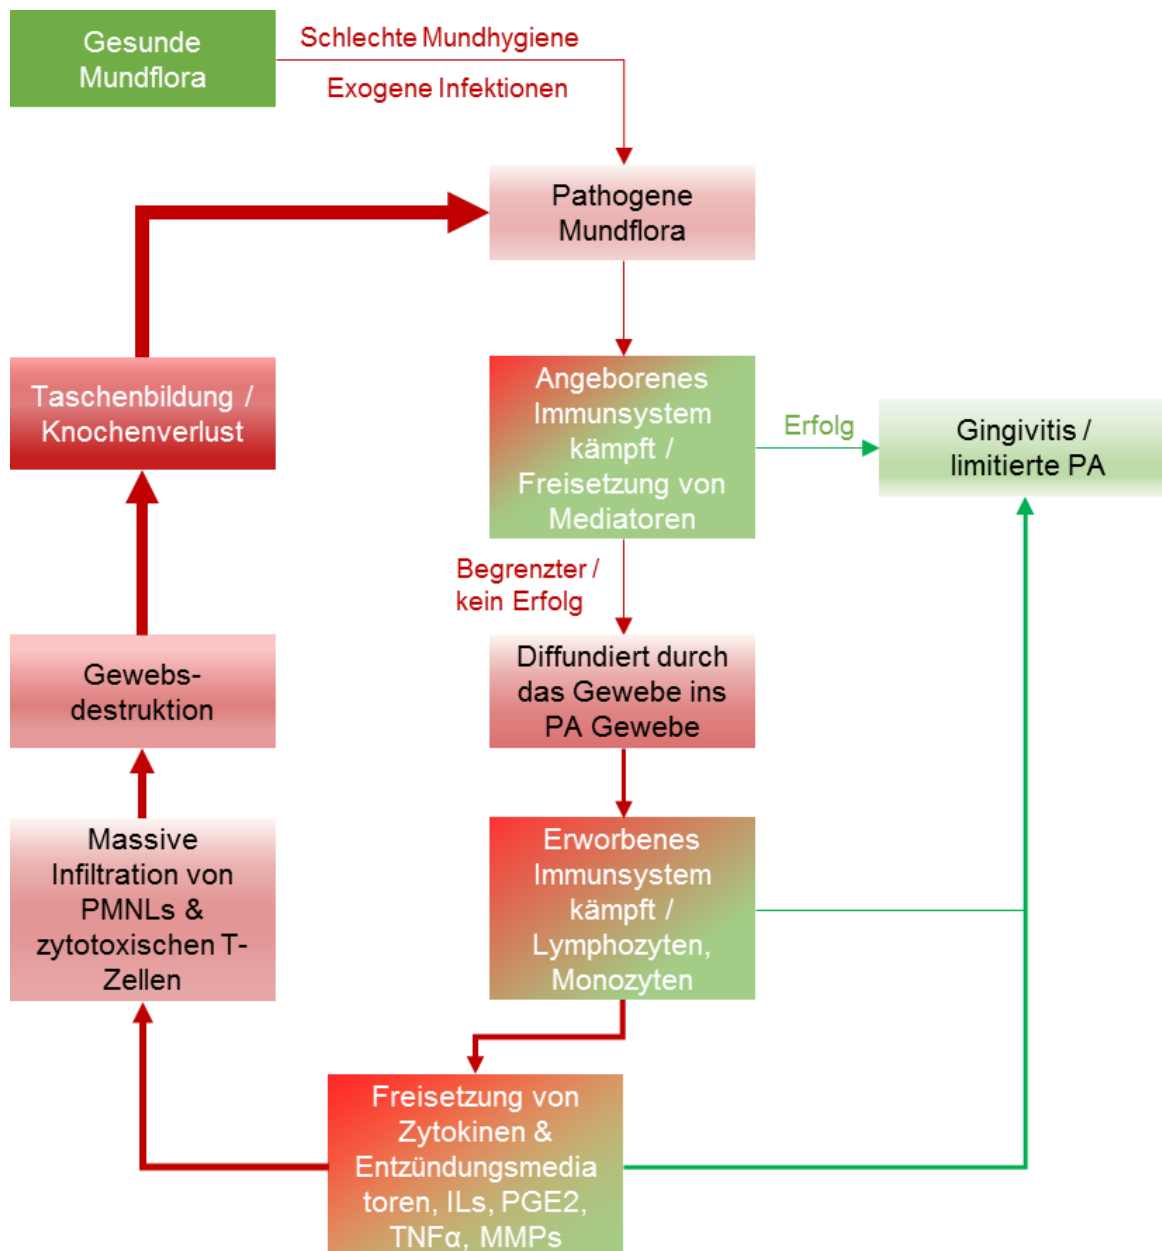 Gesunde
Mundflora
Schlechte Mundhygiene
Exogene Infektionen
Pathogene
Mundflora
Angeborenes
Immunsystem
kämpft /
Freisetzung von
Mediatoren
Erfolg
Gingivitis /
limitierte PA
Begrenzter /
kein Erfolg
Diffundiert durch
das Gewebe ins
PA Gewebe
Erworbenes
Immunsystem
kämpft /
Lymphozyten,
Monozyten
Freisetzung von
Zytokinen &
Entzündungsmedia
toren, ILs, PGE2,
TNFα, MMPs
Massive
Infiltration von
PMNLs &
zytotoxischen T-
Zellen
Gewebs-
destruktion
Taschenbildung /
Knochenverlust